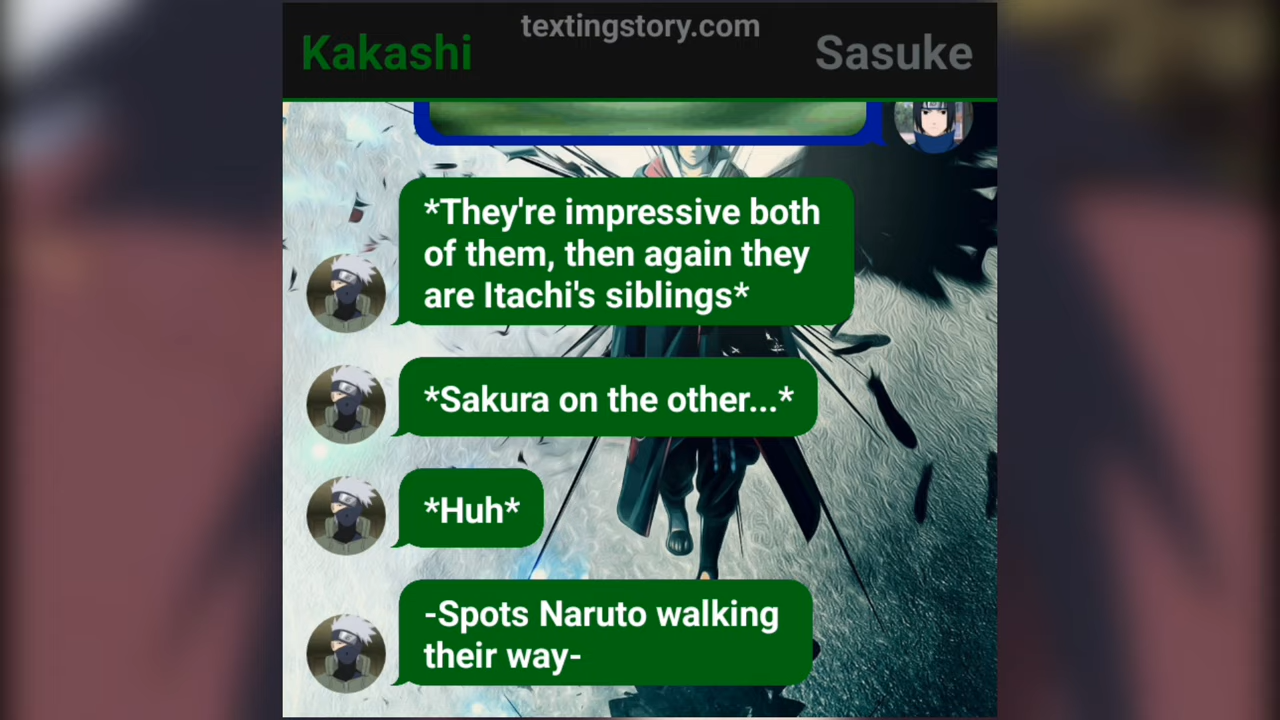 textingstory.com
Kakashi
Sasuke
*They're impressive both
of them, then again they
are Itachi's siblings*
*Sakura on the other...*
*Huh*
-Spots Naruto walking
their way-